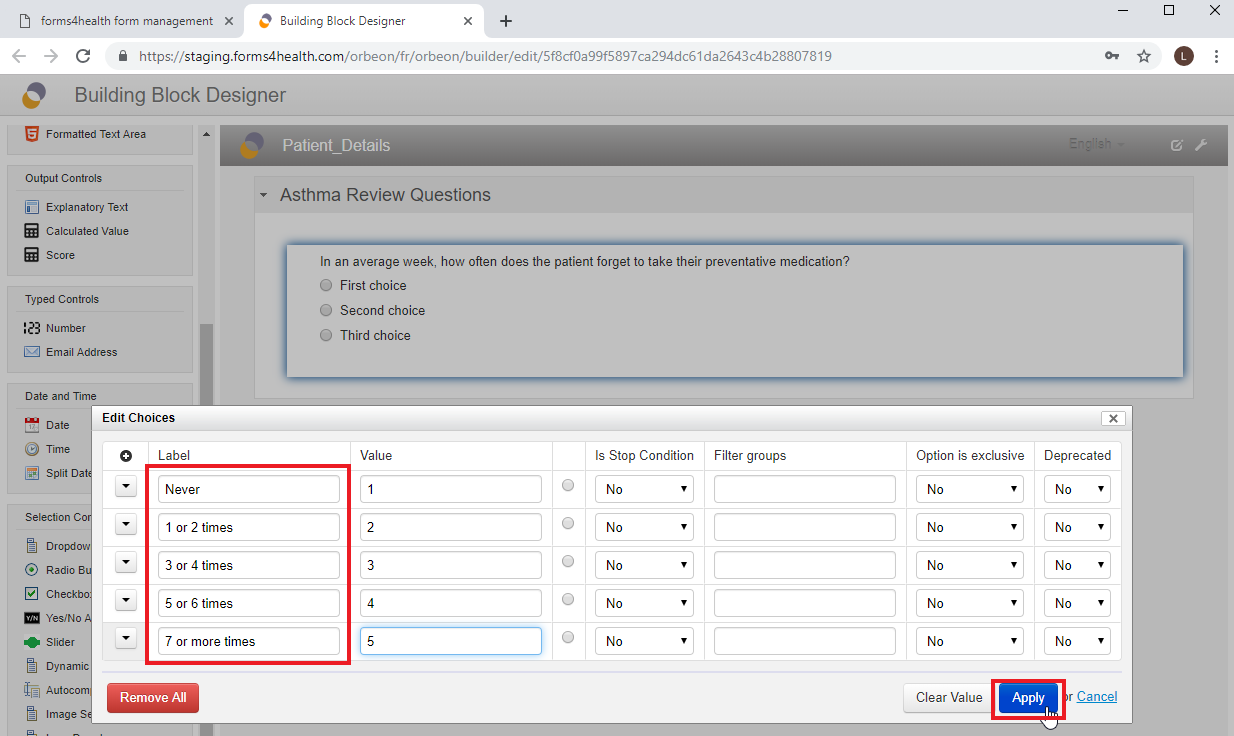 forms4health form management
Building Block Designer
https://staging.forms4health.com/orbeon/fr/orbeon/builder/edit/5f8cf0a99f5897ca294dc61da2643c4b28807819
L
Building Block Designer
Formatted Text Area
Output Controls
Explanatory Text
Calculated Value
Score
Typed Controls
123 Number
Email Address
Date and Time
Date
Time
Split Date
Selection Con
Dropdow
Radio Bu
Checkbo
Y/N Yes/No A
Slider
Dynamic
Autocom
Image Se
Patient_Details
English
Asthma Review Questions
In an average week, how often does the patient forget to take their preventative medication?
First choice
Second choice
Third choice
Edit Choices
Label Value Is Stop Condition Filter groups Option is exclusive Deprecated
Never 1 No No No
1 or 2 times 2 No No No
3 or 4 times 3 No No No
5 or 6 times 4 No No No
7 or more times 5 No No No
Remove All Clear Value Apply or Cancel